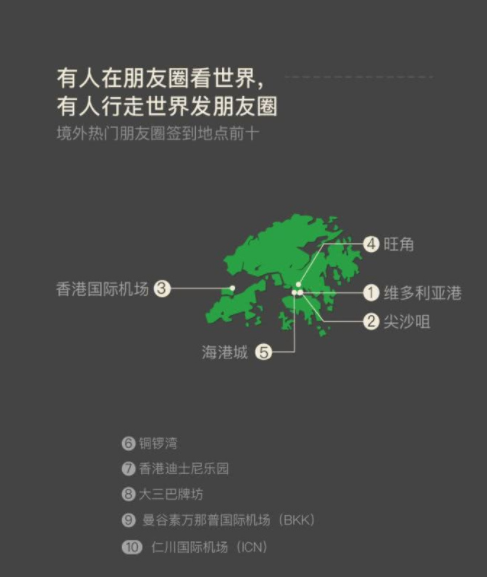 有人在朋友圈看世界，
有人行走世界发朋友圈
境外热门朋友圈签到地点前十
④ 旺角
香港国际机场 ③
① 维多利亚港
② 尖沙咀
海港城 ⑤
⑥ 铜锣湾
⑦ 香港迪士尼乐园
⑧ 大三巴牌坊
⑨ 曼谷素万那普国际机场（BKK）
⑩ 仁川国际机场（ICN）